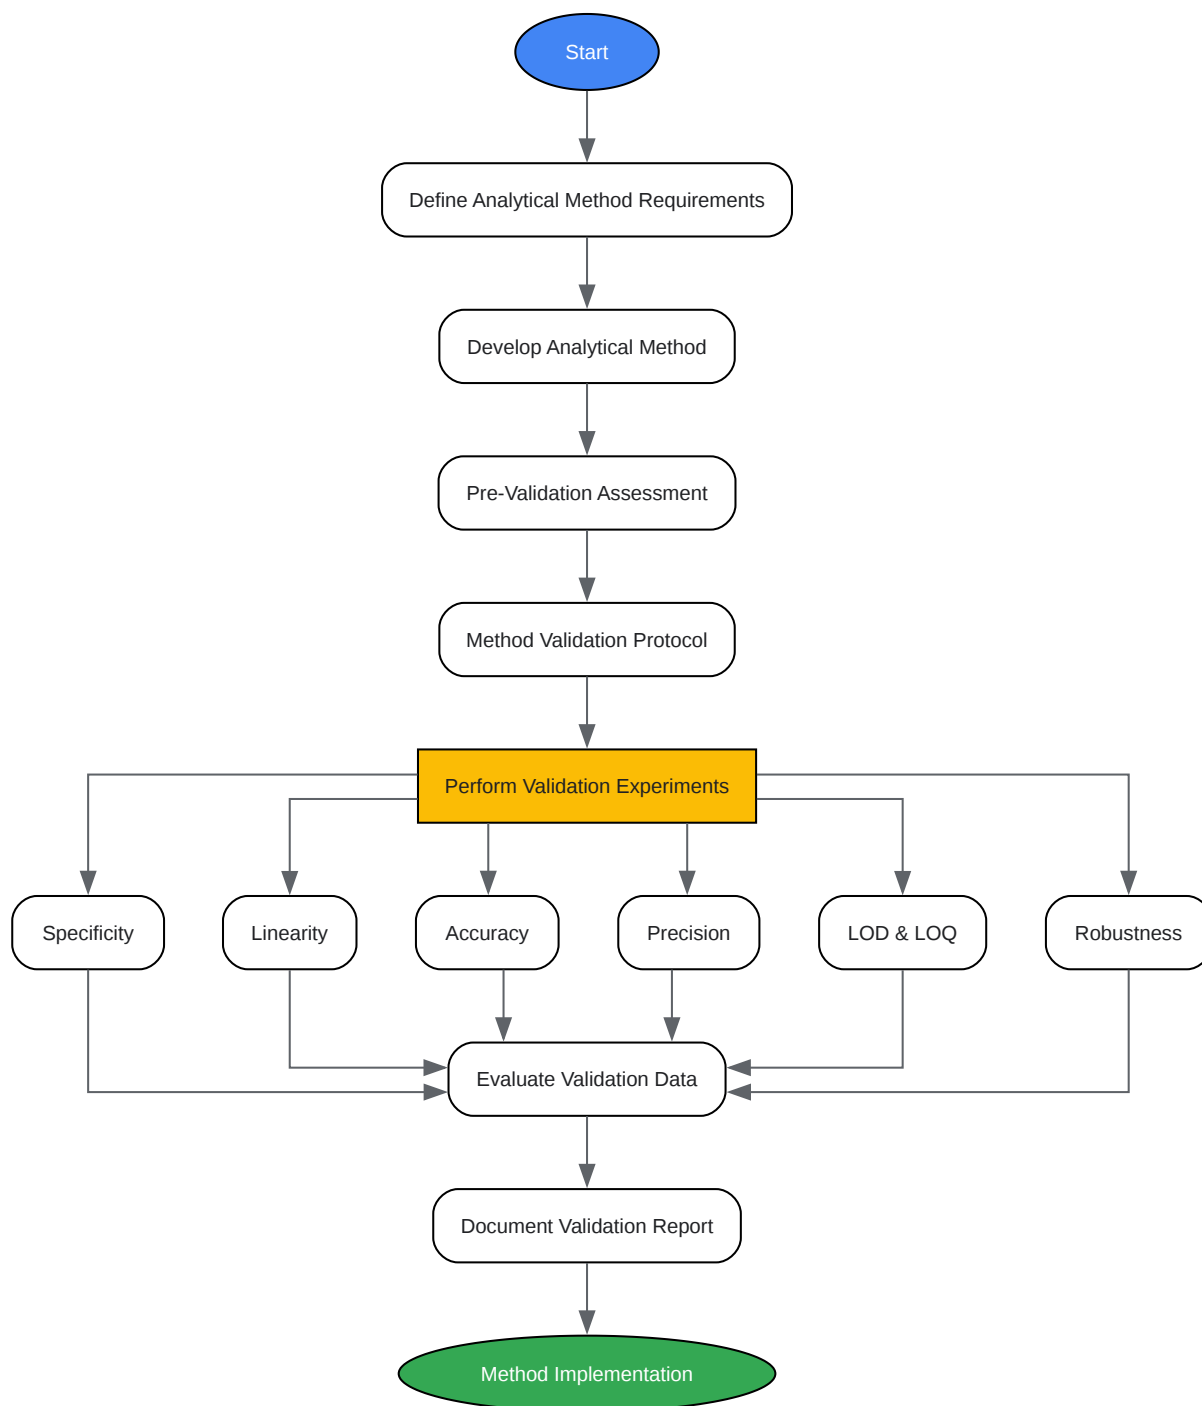 Start
Define Analytical Method Requirements
Develop Analytical Method
Pre-Validation Assessment
Method Validation Protocol
Perform Validation Experiments
Specificity
Linearity
Accuracy
Precision
LOD & LOQ
Robustness
Evaluate Validation Data
Document Validation Report
Method Implementation